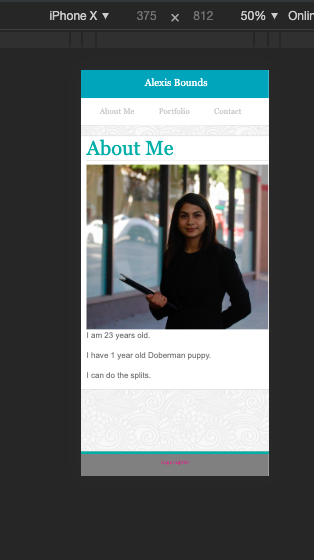 iPhone X ▼ 375 × 812 50% ▼ Onlin
Alexis Bounds
About Me Portfolio Contact
About Me
I am 23 years old.
I have 1 year old Doberman puppy.
I can do the splits.